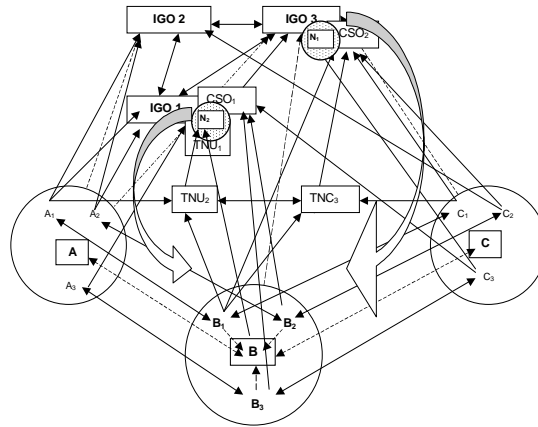 IGO 2
IGO 3
N₁
CSO₂
CSO₁
IGO 1
N₂
TNU₁
TNU₂
TNC₃
A₁
A₂
C₁
C₂
A
C
A₃
C₃
B₁
B₂
B
B₃